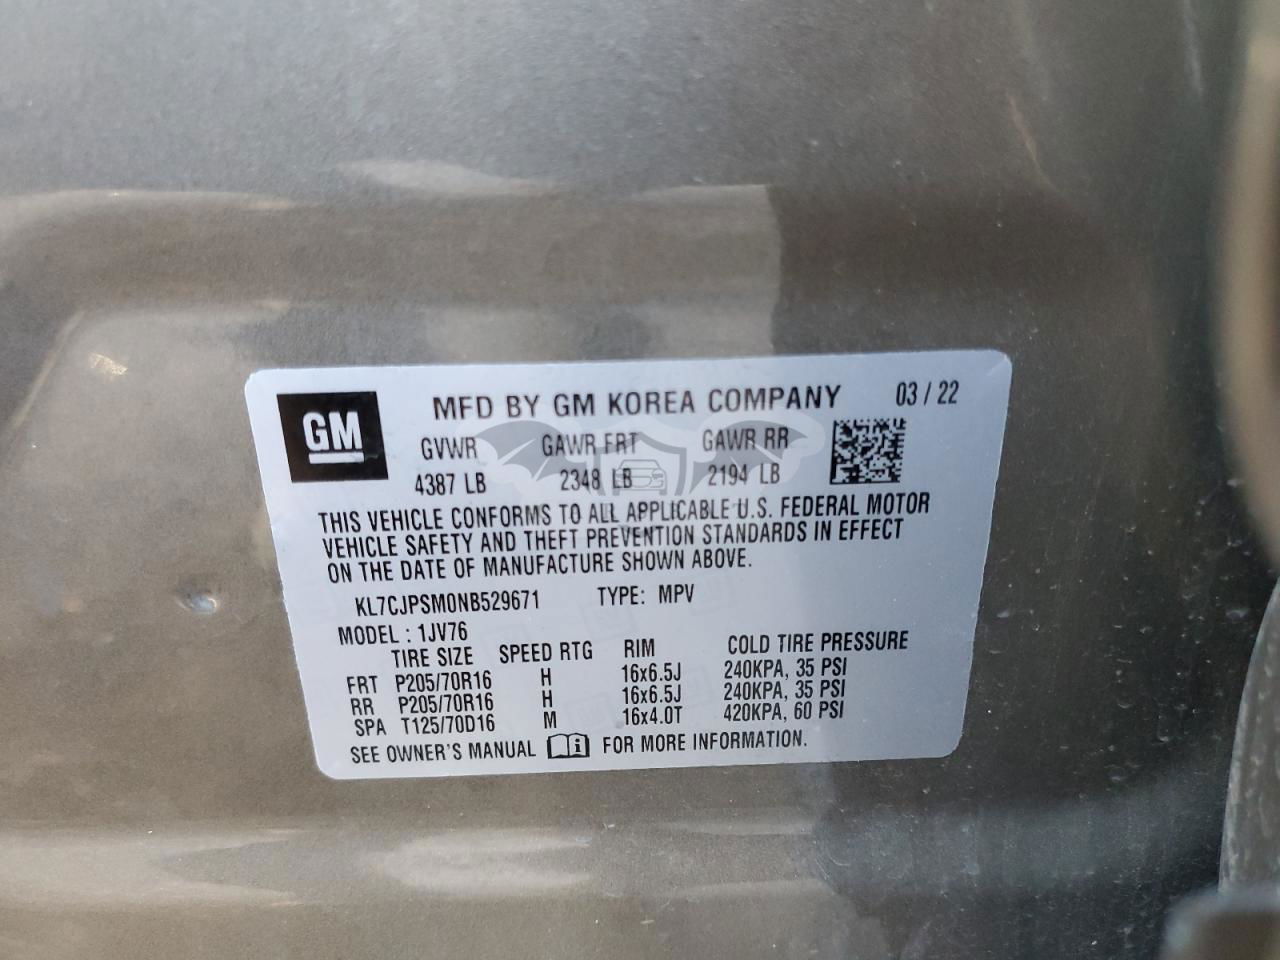 GM
MFD BY GM KOREA COMPANY 03 / 22
GVWR GAWR FRT GAWR RR
4387 LB 2348 LB 2194 LB
THIS VEHICLE CONFORMS TO ALL APPLICABLE U.S. FEDERAL MOTOR
VEHICLE SAFETY AND THEFT PREVENTION STANDARDS IN EFFECT
ON THE DATE OF MANUFACTURE SHOWN ABOVE.
KL7CJPSM0NB529671 TYPE: MPV
MODEL : 1JV76
TIRE SIZE SPEED RTG RIM COLD TIRE PRESSURE
FRT P205/70R16 H 16x6.5J 240KPA, 35 PSI
RR P205/70R16 H 16x6.5J 240KPA, 35 PSI
SPA T125/70D16 M 16x4.0T 420KPA, 60 PSI
SEE OWNER'S MANUAL FOR MORE INFORMATION.